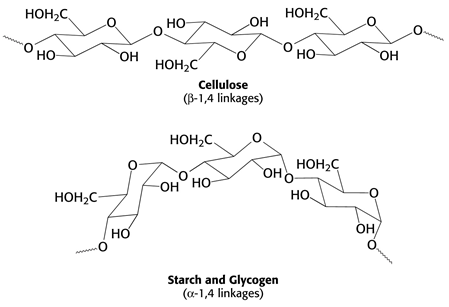 HOH₂C O HO HO OH HOH₂C O
O O O O O
HO OH HOH₂C O HO OH
Cellulose
(β-1,4 linkages)
HOH₂C O
O O HOH₂C
HOH₂C OH HO OH O O
HO HO
O OH O
Starch and Glycogen
(α-1,4 linkages)